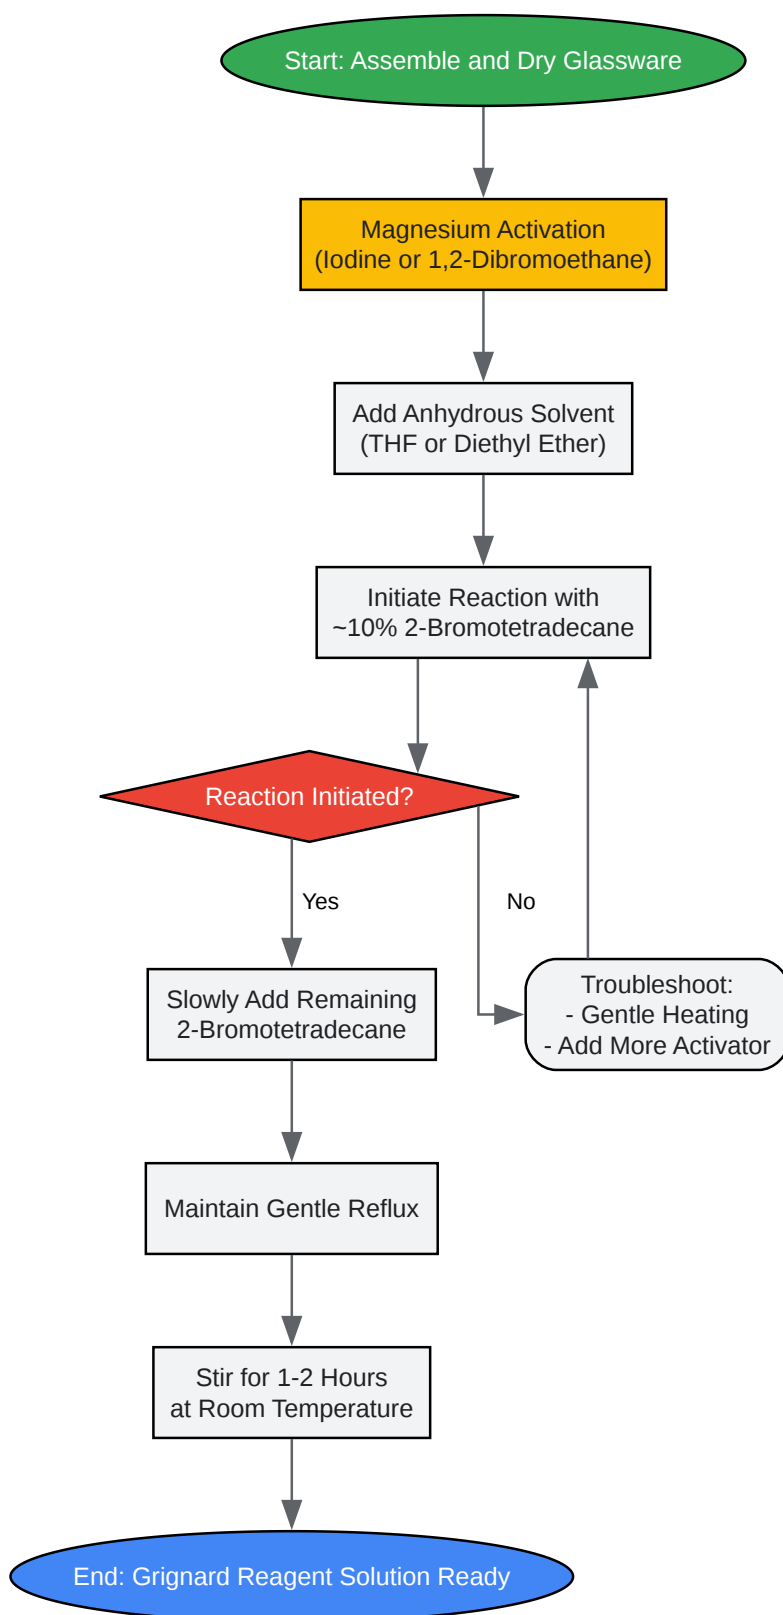 Start: Assemble and Dry Glassware
Magnesium Activation
(Iodine or 1,2-Dibromoethane)
Add Anhydrous Solvent
(THF or Diethyl Ether)
Initiate Reaction with
~10% 2-Bromotetradecane
Reaction Initiated?
Yes
No
Slowly Add Remaining
2-Bromotetradecane
Troubleshoot:
- Gentle Heating
- Add More Activator
Maintain Gentle Reflux
Stir for 1-2 Hours
at Room Temperature
End: Grignard Reagent Solution Ready